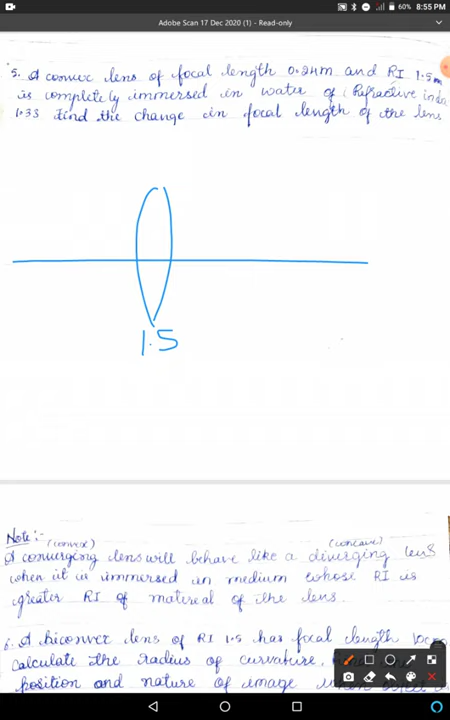 60% 8:55 PM
Adobe Scan 17 Dec 2020 (1) - Read-only
5. A convex lens of focal length 0.24m and RI 1.5
is completely immersed in water of Refractive index
1.33 find the change in focal length of the lens
1.5
Note:-
(convex) (concave)
A converging lens will behave like a diverging lens
when it is immersed in medium whose RI is
greater RI of matereal of the lens.
6. A biconvex lens of RI 1.5 has focal length
calculate the radius of curvature,
position and nature of image when